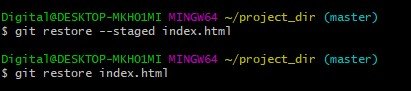 Digital@DESKTOP-MKHO1MI MINGW64 ~/project_dir (master)
$ git restore --staged index.html
Digital@DESKTOP-MKHO1MI MINGW64 ~/project_dir (master)
$ git restore index.html